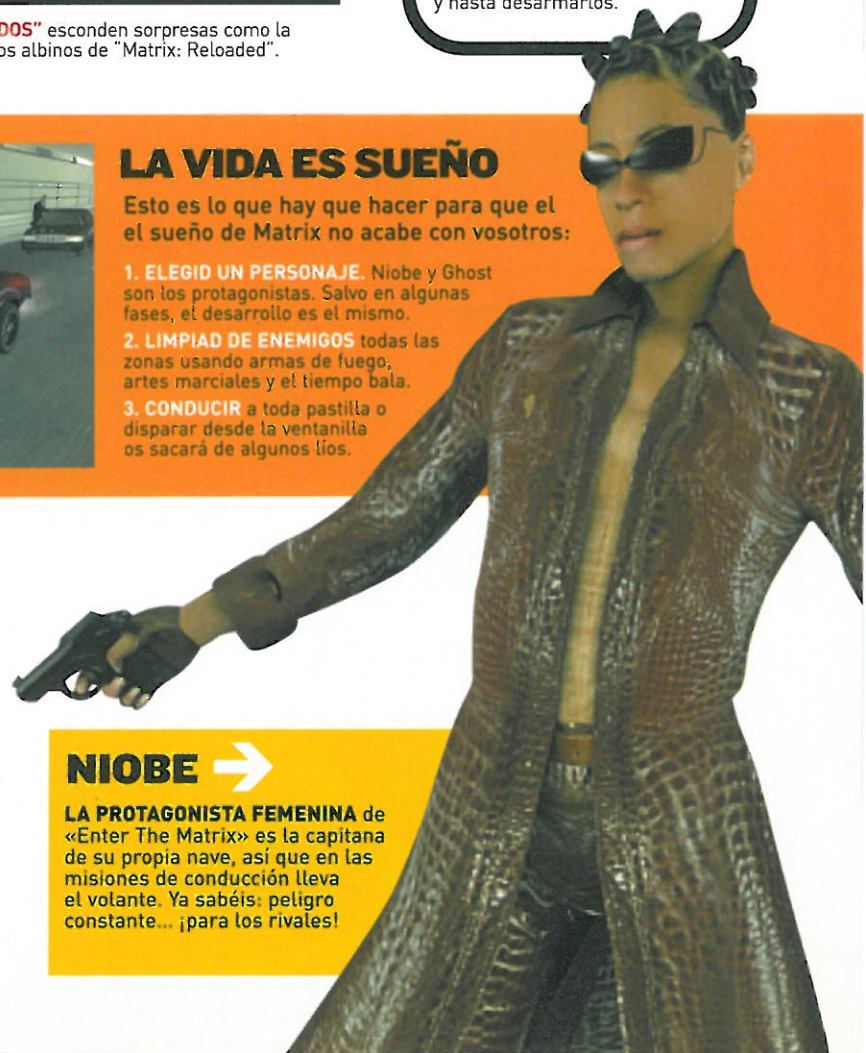 DOS” esconden sorpresas como la
os albinos de “Matrix: Reloaded”.
y hasta desarmarlos.
LA VIDA ES SUEÑO
Esto es lo que hay que hacer para que el
el sueño de Matrix no acabe con vosotros:
1. ELEGID UN PERSONAJE. Niobe y Ghost
son los protagonistas. Salvo en algunas
fases, el desarrollo es el mismo.
2. LIMPIAD DE ENEMIGOS todas las
zonas usando armas de fuego,
artes marciales y el tiempo bala.
3. CONDUCIR a toda pastilla o
disparar desde la ventanilla
os sacará de algunos líos.
NIOBE
LA PROTAGONISTA FEMENINA de
«Enter The Matrix» es la capitana
de su propia nave, así que en las
misiones de conducción lleva
el volante. Ya sabéis: peligro
constante... ¡para los rivales!